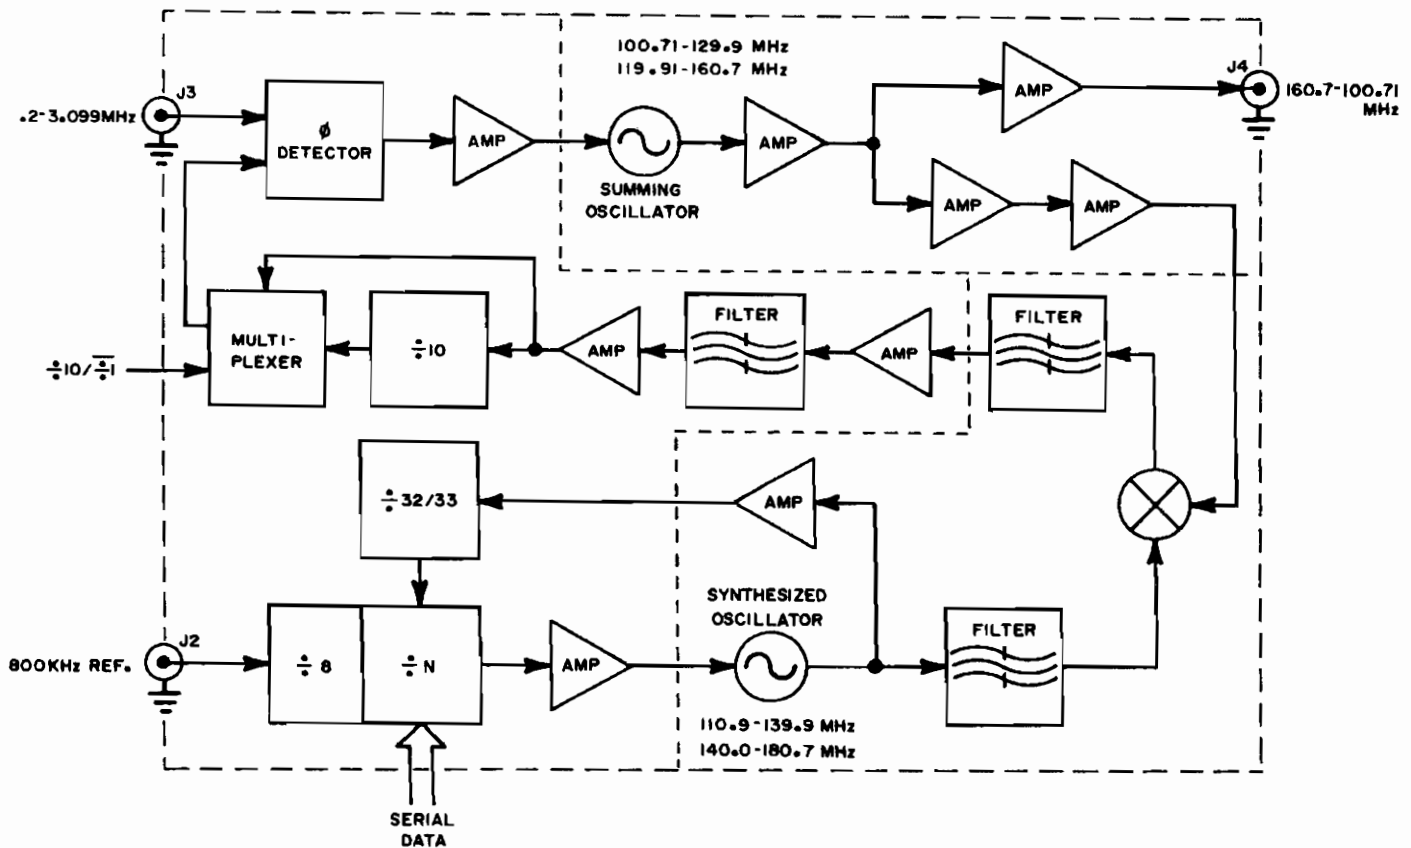 100.71-129.9 MHz
119.91-160.7 MHz
J3
.2-3.099MHz
ø
DETECTOR
AMP
SUMMING
OSCILLATOR
AMP
AMP
J4
160.7-100.71
MHz
AMP
AMP
MULTI-
PLEXER
÷10/÷1̅
÷10
AMP
FILTER
AMP
FILTER
÷32/33
AMP
J2
800KHz REF.
÷8
÷N
AMP
SYNTHESIZED
OSCILLATOR
110.9-139.9 MHz
140.0-180.7 MHz
FILTER
SERIAL
DATA